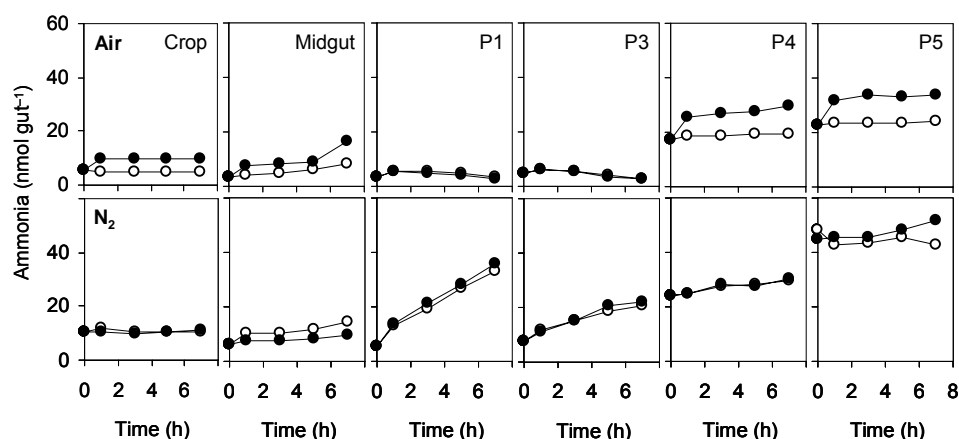 Ammonia (nmol gut⁻¹)
60
40
20
0
Air Crop
Midgut
P1
P3
P4
P5
N₂
40
20
0
0 2 4 6 0 2 4 6 0 2 4 6 0 2 4 6 0 2 4 6 0 2 4 6 8
Time (h) Time (h) Time (h) Time (h) Time (h) Time (h)